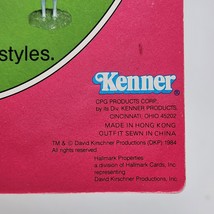 styles.
Kenner
CPG PRODUCTS CORP.
by its Div. KENNER PRODUCTS
CINCINNATI, OHIO 45202
MADE IN HONG KONG
OUTFIT SEWN IN CHINA
TM & © David Kirschner Productions (DKP) 1984
All rights reserved
Hallmark Properties
a division of Hallmark Cards, Inc.
representing
David Kirschner Productions, Inc.